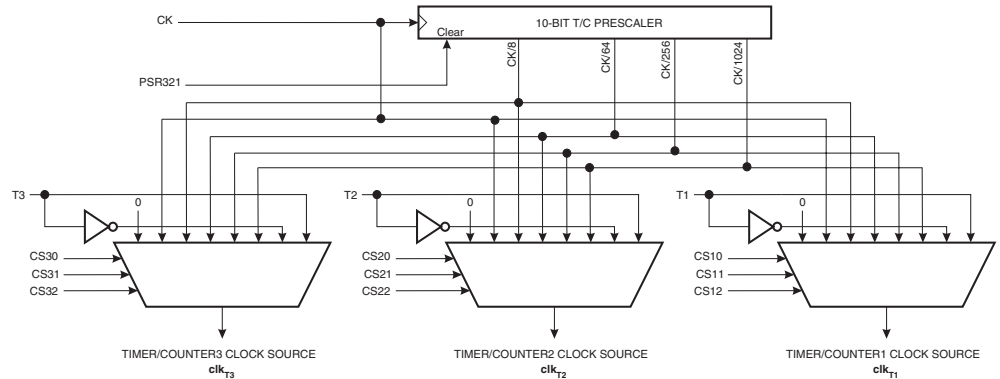 CK
10-BIT T/C PRESCALER
Clear
CK/8
CK/64
CK/256
CK/1024
PSR321
T3
0
T2
0
T1
0
CS30
CS31
CS32
CS20
CS21
CS22
CS10
CS11
CS12
TIMER/COUNTER3 CLOCK SOURCE
clkT3
TIMER/COUNTER2 CLOCK SOURCE
clkT2
TIMER/COUNTER1 CLOCK SOURCE
clkT1